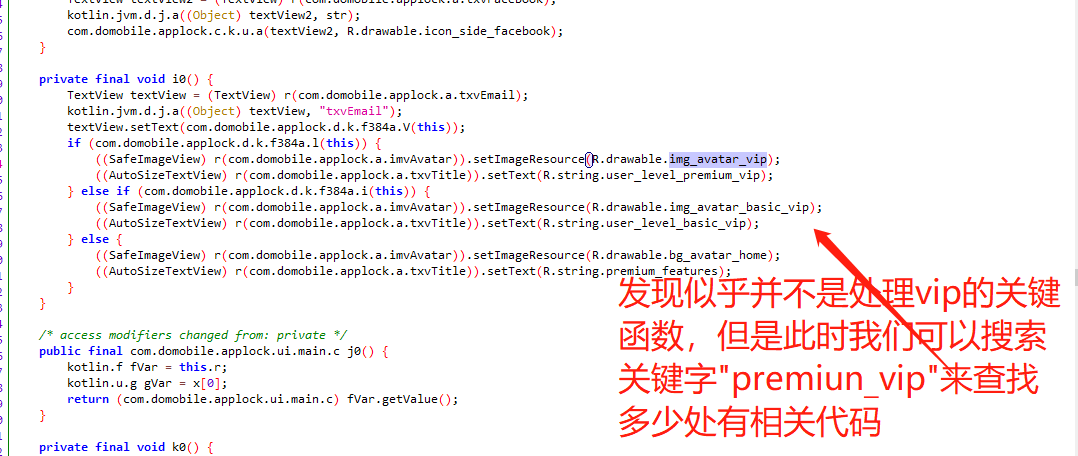 TextView textView2 = (TextView) r(com.domobile.applock.a.txvFacebook);
kotlin.jvm.d.j.a((Object) textView2, str);
com.domobile.applock.c.k.u.a(textView2, R.drawable.icon_side_facebook);
}
private final void i0() {
TextView textView = (TextView) r(com.domobile.applock.a.txvEmail);
kotlin.jvm.d.j.a((Object) textView, "txvEmail");
textView.setText(com.domobile.applock.d.k.f384a.V(this));
if (com.domobile.applock.d.k.f384a.l(this)) {
((SafeImageView) r(com.domobile.applock.a.imvAvatar)).setImageResource(R.drawable.img_avatar_vip);
((AutoSizeTextView) r(com.domobile.applock.a.txvTitle)).setText(R.string.user_level_premium_vip);
} else if (com.domobile.applock.d.k.f384a.i(this)) {
((SafeImageView) r(com.domobile.applock.a.imvAvatar)).setImageResource(R.drawable.img_avatar_basic_vip);
((AutoSizeTextView) r(com.domobile.applock.a.txvTitle)).setText(R.string.user_level_basic_vip);
} else {
((SafeImageView) r(com.domobile.applock.a.imvAvatar)).setImageResource(R.drawable.bg_avatar_home);
((AutoSizeTextView) r(com.domobile.applock.a.txvTitle)).setText(R.string.premium_features);
}
}
发现似乎并不是处理vip的关键
函数，但是此时我们可以搜索
关键字"premiun_vip"来查找
多少处有相关代码
/* access modifiers changed from: private */
public final com.domobile.applock.ui.main.c j0() {
kotlin.f fVar = this.r;
kotlin.u.g gVar = x[0];
return (com.domobile.applock.ui.main.c) fVar.getValue();
}
private final void k0() {